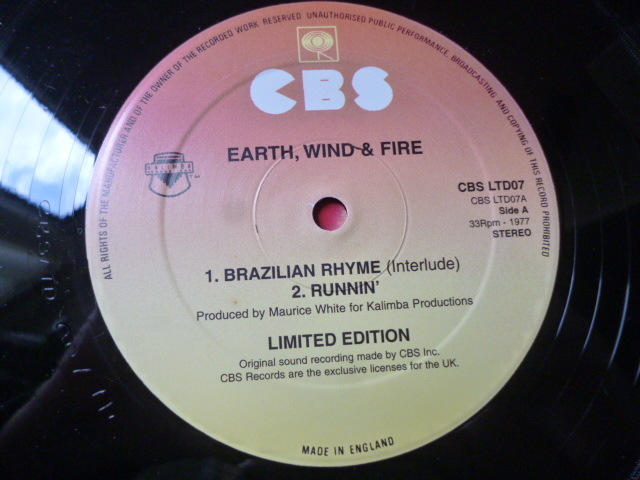 ALL RIGHTS OF THE MANUFACTURER AND OF THE OWNER OF THE RECORDED WORK RESERVED. UNAUTHORISED PUBLIC PERFORMANCE, BROADCASTING AND COPYING OF THIS RECORD PROHIBITED
CBS
EARTH, WIND & FIRE
KALIMBA
TM
CBS LTD07
CBS LTD07A
Side A
33Rpm - 1977
STEREO
1. BRAZILIAN RHYME (Interlude)
2. RUNNIN'
Produced by Maurice White for Kalimba Productions
LIMITED EDITION
Original sound recording made by CBS Inc.
CBS Records are the exclusive licenses for the UK.
MADE IN ENGLAND